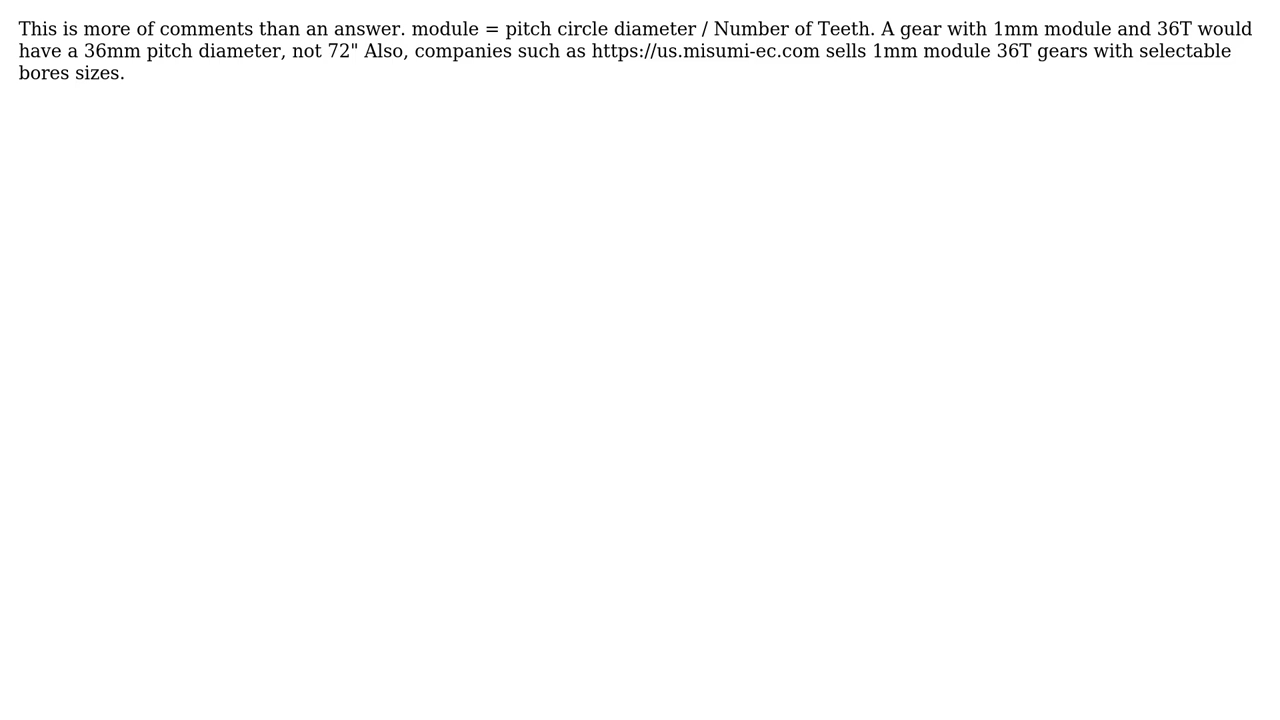 This is more of comments than an answer. module = pitch circle diameter / Number of Teeth. A gear with 1mm module and 36T would
have a 36mm pitch diameter, not 72" Also, companies such as https://us.misumi-ec.com sells 1mm module 36T gears with selectable
bores sizes.